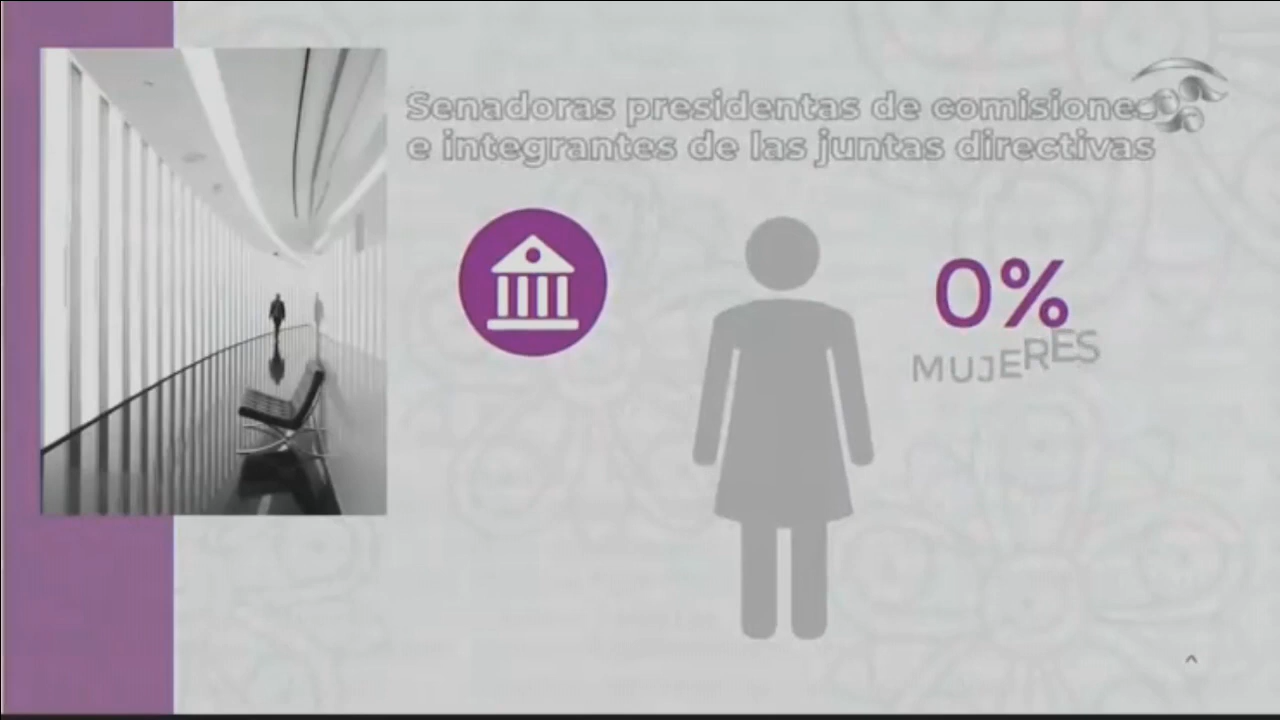 Senadoras presidentas de comisiones
e integrantes de las juntas directivas
0%
MUJERES